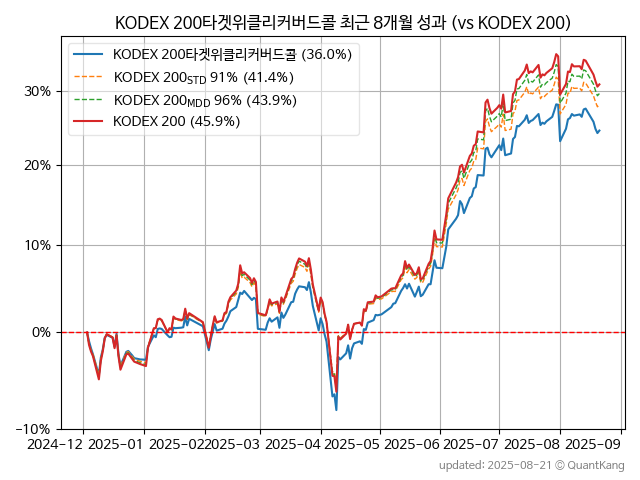 KODEX 200타겟위클리커버드콜 최근 8개월 성과 (vs KODEX 200)
KODEX 200타겟위클리커버드콜 (36.0%)
KODEX 200STD 91% (41.4%)
KODEX 200MDD 96% (43.9%)
KODEX 200 (45.9%)
30%
20%
10%
0%
−10%
2024-12 2025-01 2025-02 2025-03 2025-04 2025-05 2025-06 2025-07 2025-08 2025-09
updated: 2025-08-21 © QuantKang